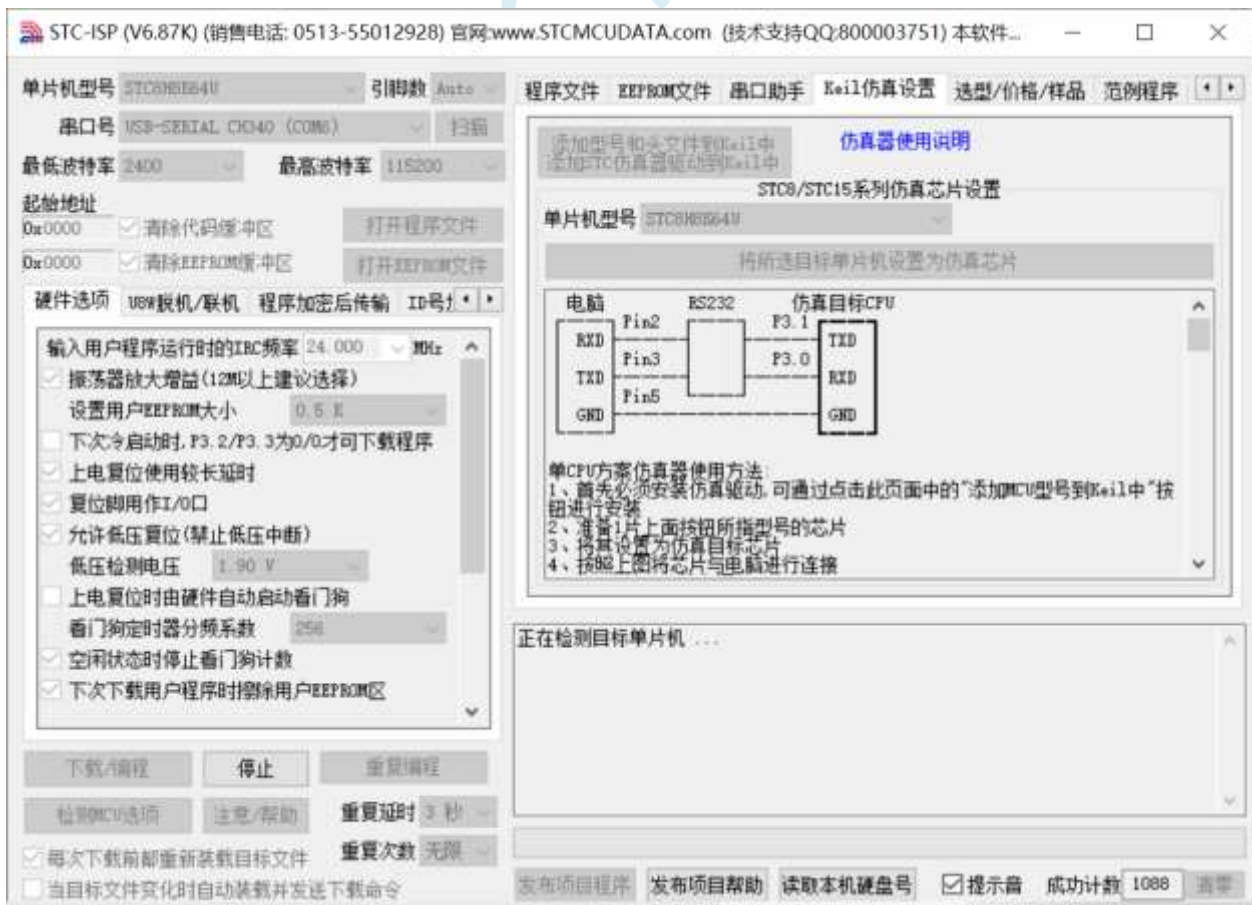 STC-ISP (V6.87K) (销售电话: 0513-55012928) 官网:www.STCMCUDATA.com (技术支持QQ:800003751) 本软件...
单片机型号 STC8H8K64U 引脚数 Auto
串口号 USB-SERIAL CH340 (COM6) 扫描
最低波特率 2400 最高波特率 115200
起始地址
0x0000 清除代码缓冲区 打开程序文件
0x0000 清除EEPROM缓冲区 打开EEPROM文件
硬件选项 U8W脱机/联机 程序加密后传输 ID号
输入用户程序运行时的IRC频率 24.000 MHz
振荡器放大增益(12M以上建议选择)
设置用户EEPROM大小 0.5 K
下次冷启动时,P3.2/P3.3为0/0才可下载程序
上电复位使用较长延时
复位脚用作I/O口
允许低压复位(禁止低压中断)
低压检测电压 1.90 V
上电复位时由硬件自动启动看门狗
看门狗定时器分频系数 256
空闲状态时停止看门狗计数
下次下载用户程序时擦除用户EEPROM区
下载/编程 停止 重复编程
检测MCU选项 注意/帮助 重复延时 3 秒
每次下载前都重新装载目标文件 重复次数 无限
当目标文件变化时自动装载并发送下载命令
程序文件 EEPROM文件 串口助手 Keil仿真设置 选型/价格/样品 范例程序
添加型号和头文件到Keil中
添加STC仿真器驱动到Keil中
仿真器使用说明
STC8/STC15系列仿真芯片设置
单片机型号 STC8H8K64U
将所选目标单片机设置为仿真芯片
电脑 RS232 仿真目标CPU
Pin2 P3.1
RXD TXD
Pin3 P3.0
TXD RXD
Pin5
GND GND
单CPU方案仿真器使用方法:
1、首先必须安装仿真驱动,可通过点击此页面中的"添加MCU型号到Keil中"按
钮进行安装
2、准备1片上面按钮所指型号的芯片
3、将其设置为仿真目标芯片
4、按照上图将芯片与电脑进行连接
正在检测目标单片机 ...
发布项目程序 发布项目帮助 读取本机硬盘号 提示音 成功计数 1088 清零